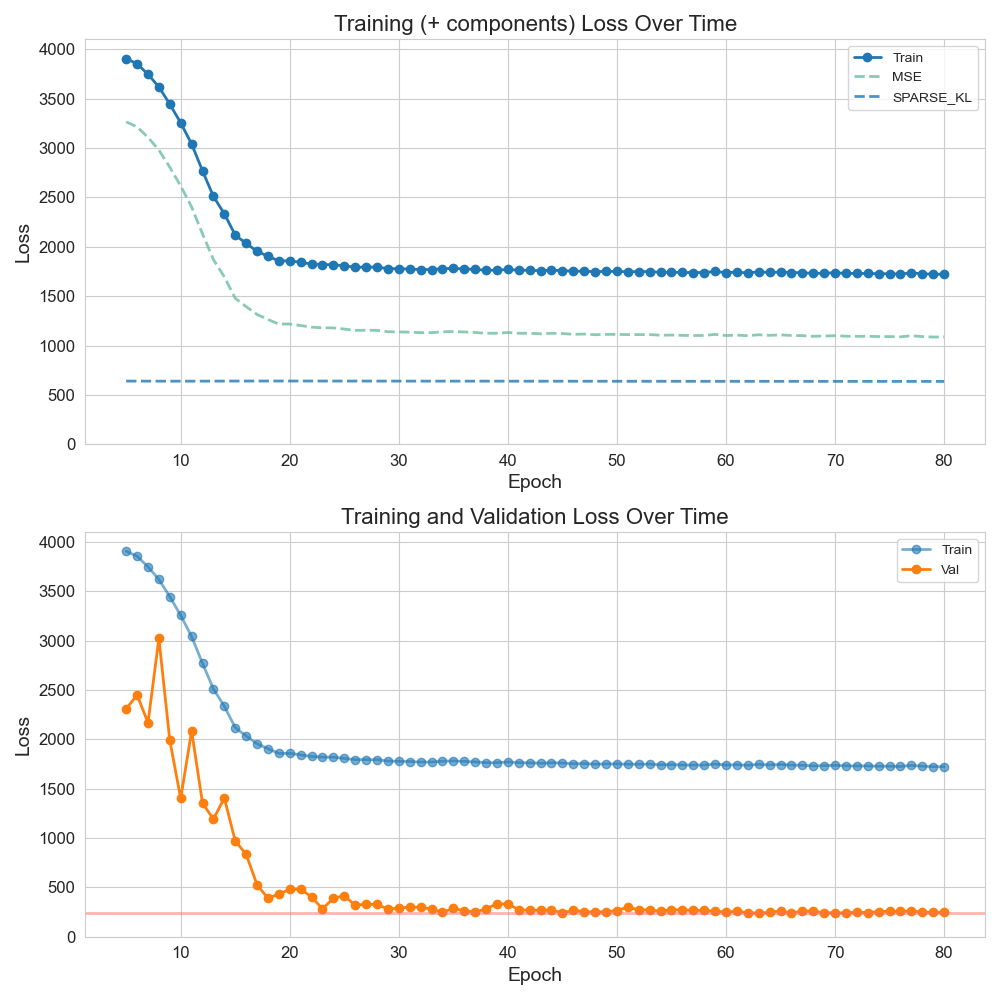 Training (+ components) Loss Over Time
4000
3500
3000
2500
2000
1500
1000
500
0
Loss
Train
MSE
SPARSE_KL
10 20 30 40 50 60 70 80
Epoch
Training and Validation Loss Over Time
4000
3500
3000
2500
2000
1500
1000
500
0
Loss
Train
Val
10 20 30 40 50 60 70 80
Epoch